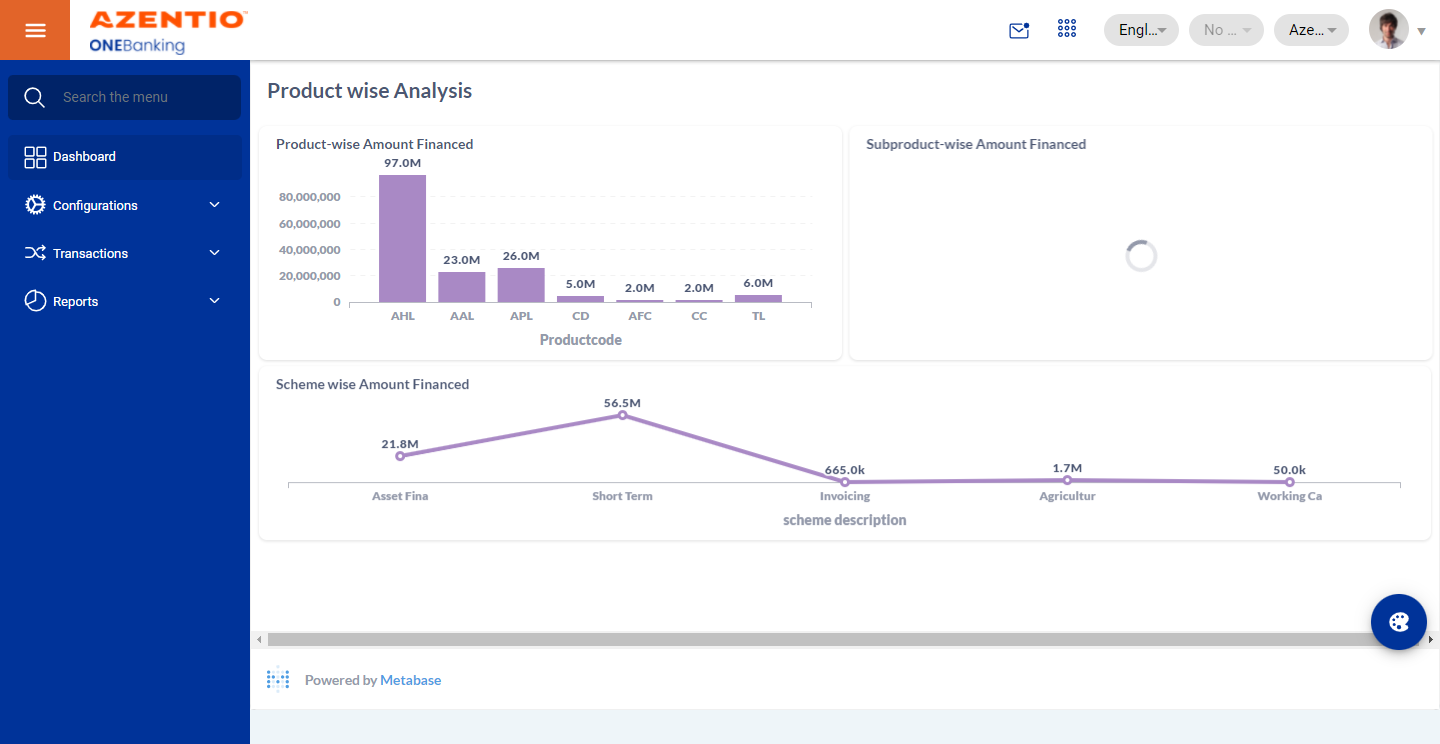 AZENTIO™
ONEBanking
Engl...
No ...
Aze...
Search the menu
Dashboard
Configurations
Transactions
Reports
Product wise Analysis
Product-wise Amount Financed
97.0M
23.0M
26.0M
5.0M
2.0M
2.0M
6.0M
80,000,000
60,000,000
40,000,000
20,000,000
0
AHL AAL APL CD AFC CC TL
Productcode
Subproduct-wise Amount Financed
Scheme wise Amount Financed
21.8M
56.5M
665.0k
1.7M
50.0k
Asset Fina Short Term Invoicing Agricultur Working Ca
scheme description
Powered by Metabase